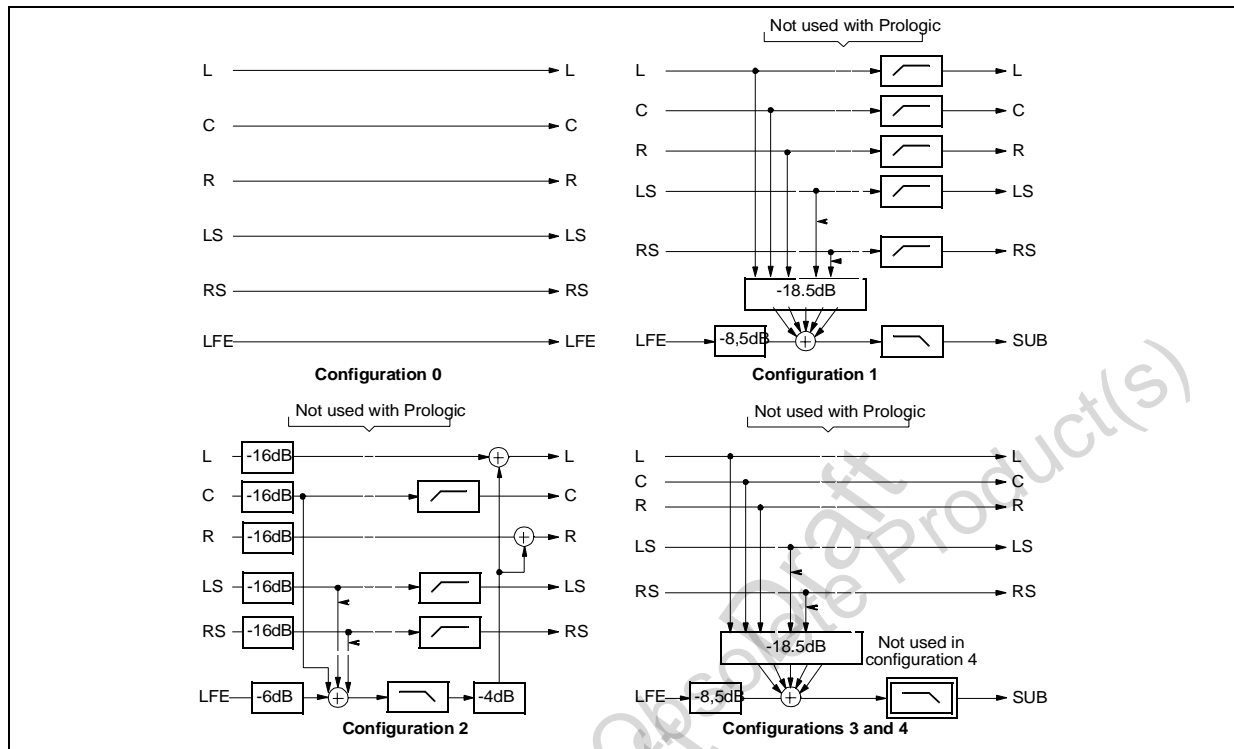 L L
C C
R R
LS LS
RS RS
LFE LFE
Configuration 0
Not used with Prologic
L L
C C
R R
LS LS
RS RS
-18.5dB
LFE -8,5dB + SUB
Configuration 1
Not used with Prologic
L -16dB + L
C -16dB C
R -16dB + R
LS -16dB LS
RS -16dB RS
LFE -6dB + -4dB
Configuration 2
Not used with Prologic
L L
C C
R R
LS LS
RS RS
-18.5dB
Not used in
configuration 4
LFE -8,5dB + SUB
Configurations 3 and 4
Draft
Obsolete Product(s)